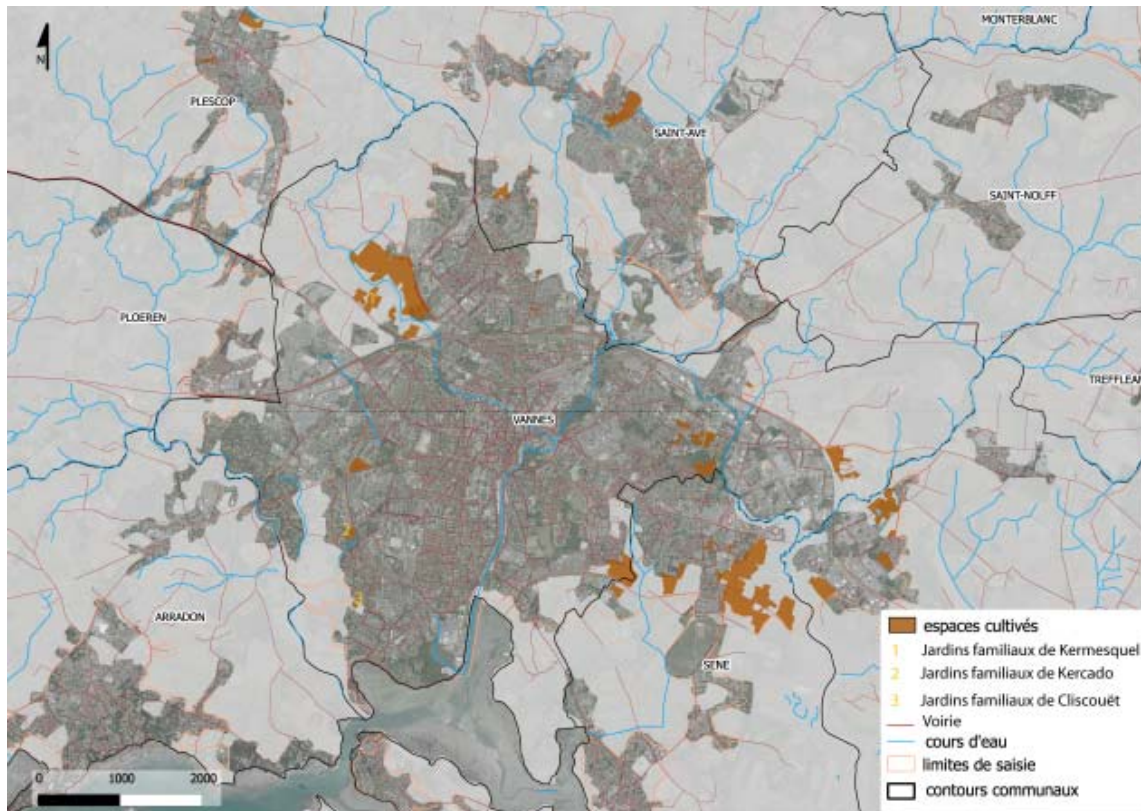 MONTERBLANC
N
PLESCOP
SAINT-AVE
SAINT-NOLFF
PLOEREN
TREFFLEAN
VANNES
2
3
ARRADON
SENE
espaces cultivés
1 Jardins familiaux de Kermesquel
2 Jardins familiaux de Kercado
3 Jardins familiaux de Cliscouët
Voirie
cours d'eau
limites de saisie
contours communaux
0 1000 2000